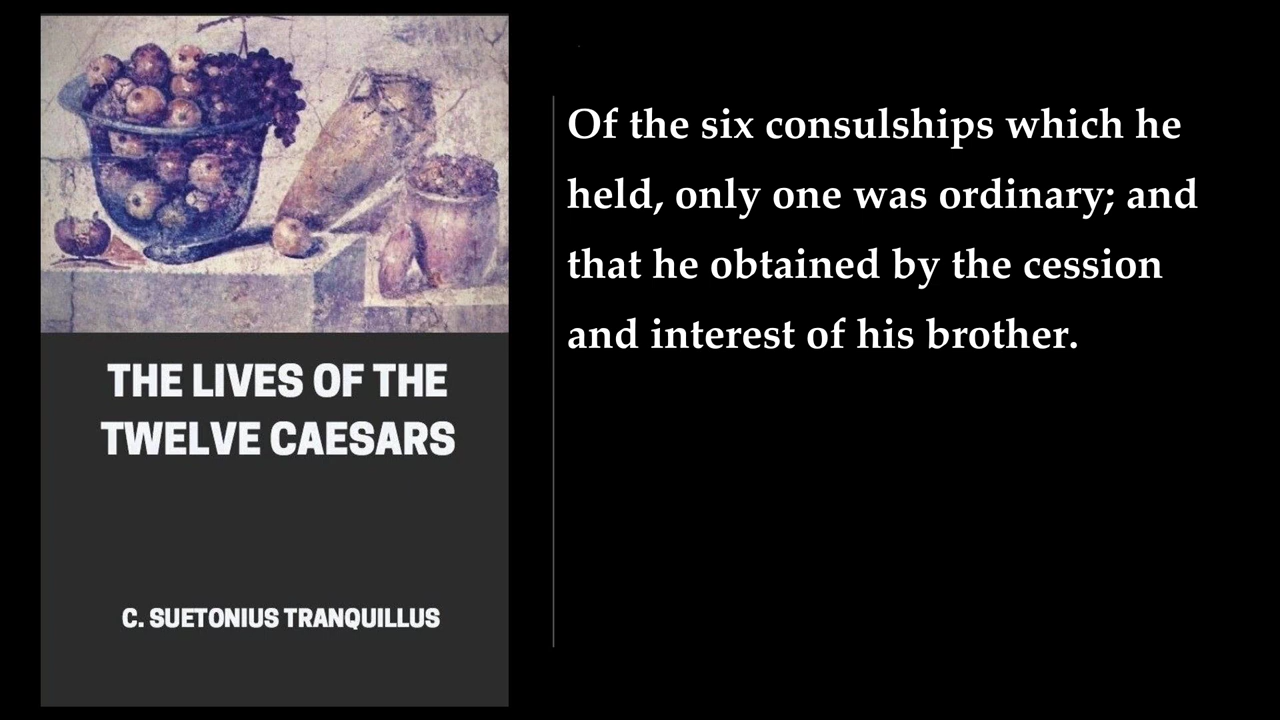 THE LIVES OF THE
TWELVE CAESARS
C. SUETONIUS TRANQUILLUS
Of the six consulships which he
held, only one was ordinary; and
that he obtained by the cession
and interest of his brother.